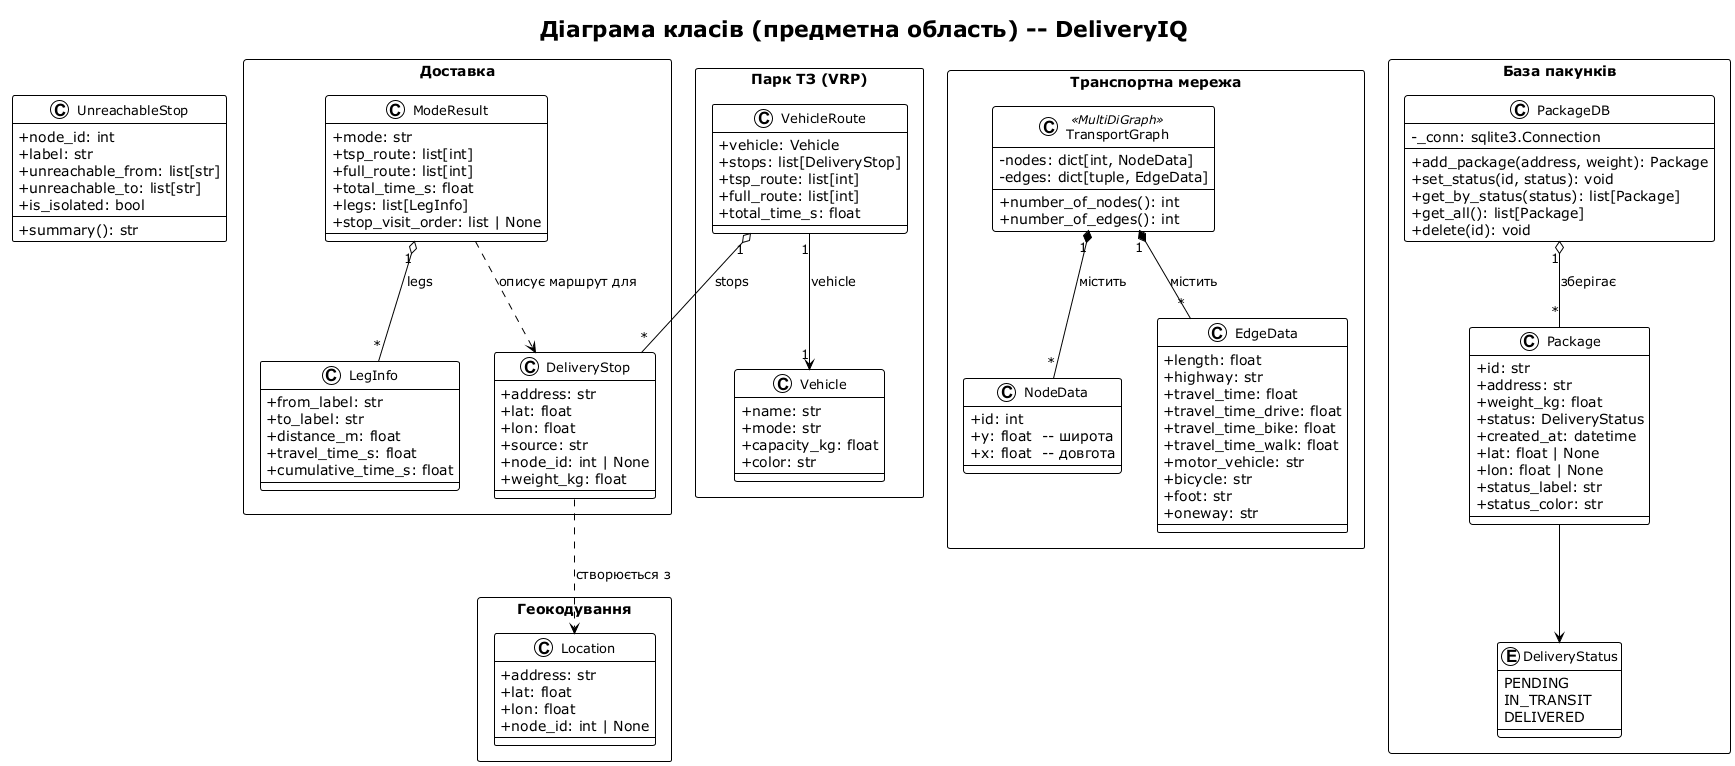 Діаграма класів (предметна область) -- DeliveryIQ
C UnreachableStop
+node_id: int
+label: str
+unreachable_from: list[str]
+unreachable_to: list[str]
+is_isolated: bool
+summary(): str
Доставка
C ModeResult
+mode: str
+tsp_route: list[int]
+full_route: list[int]
+total_time_s: float
+legs: list[LegInfo]
+stop_visit_order: list | None
1
legs
*
описує маршрут для
C LegInfo
+from_label: str
+to_label: str
+distance_m: float
+travel_time_s: float
+cumulative_time_s: float
C DeliveryStop
+address: str
+lat: float
+lon: float
+source: str
+node_id: int | None
+weight_kg: float
створюється з
Геокодування
C Location
+address: str
+lat: float
+lon: float
+node_id: int | None
Парк ТЗ (VRP)
C VehicleRoute
+vehicle: Vehicle
+stops: list[DeliveryStop]
+tsp_route: list[int]
+full_route: list[int]
+total_time_s: float
1
stops
*
1
vehicle
1
C Vehicle
+name: str
+mode: str
+capacity_kg: float
+color: str
Транспортна мережа
C «MultiDiGraph»
TransportGraph
-nodes: dict[int, NodeData]
-edges: dict[tuple, EdgeData]
+number_of_nodes(): int
+number_of_edges(): int
1
містить
*
1
містить
*
C NodeData
+id: int
+y: float -- широта
+x: float -- довгота
C EdgeData
+length: float
+highway: str
+travel_time: float
+travel_time_drive: float
+travel_time_bike: float
+travel_time_walk: float
+motor_vehicle: str
+bicycle: str
+foot: str
+oneway: str
База пакунків
C PackageDB
-_conn: sqlite3.Connection
+add_package(address, weight): Package
+set_status(id, status): void
+get_by_status(status): list[Package]
+get_all(): list[Package]
+delete(id): void
1
зберігає
*
C Package
+id: str
+address: str
+weight_kg: float
+status: DeliveryStatus
+created_at: datetime
+lat: float | None
+lon: float | None
+status_label: str
+status_color: str
E DeliveryStatus
PENDING
IN_TRANSIT
DELIVERED